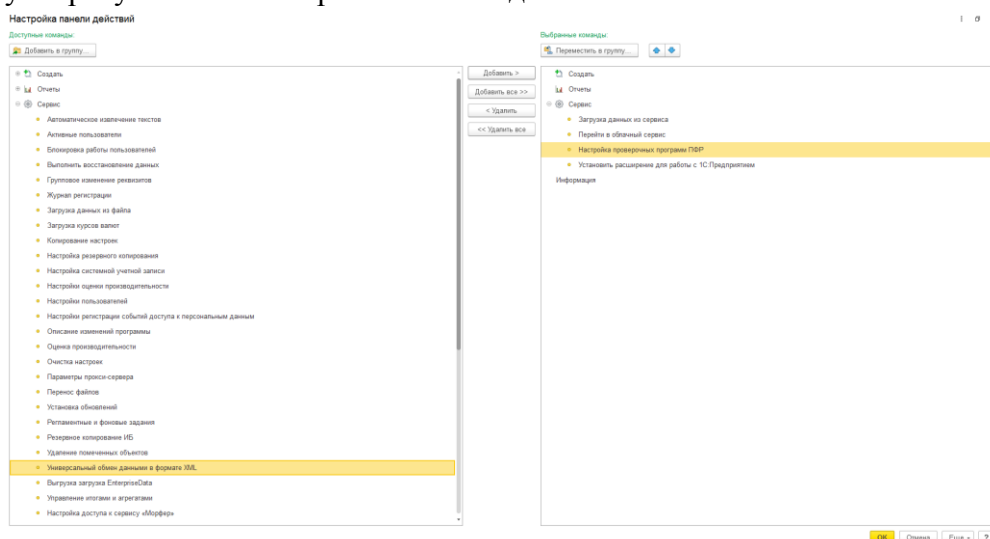 Настройка панели действий
Доступные команды:
Добавить в группу...
Создать
Отчеты
Сервис
Автоматическое извлечение текстов
Активные пользователи
Блокировка работы пользователей
Выполнить восстановление данных
Групповое изменение реквизитов
Журнал регистрации
Загрузка данных из файла
Загрузка курсов валют
Копирование настроек
Настройка резервного копирования
Настройка системной учетной записи
Настройки оценки производительности
Настройки пользователей
Настройки регистрации событий доступа к персональным данным
Описание изменений программы
Оценка производительности
Очистка настроек
Параметры прокси-сервера
Перенос файлов
Установка обновлений
Регламентные и фоновые задания
Резервное копирование ИБ
Удаление помеченных объектов
Универсальный обмен данными в формате XML
Выгрузка загрузка EnterpriseData
Управление итогами и агрегатами
Настройка доступа к сервису «Морфер»
Добавить >
Добавить все >>
< Удалить
<< Удалить все
Выбранные команды:
Переместить в группу...
Создать
Отчеты
Сервис
Загрузка данных из сервиса
Перейти в облачный сервис
Настройка проверочных программ ПФР
Установить расширение для работы с 1С:Предприятием
Информация
OK
Отмена
Еще
?